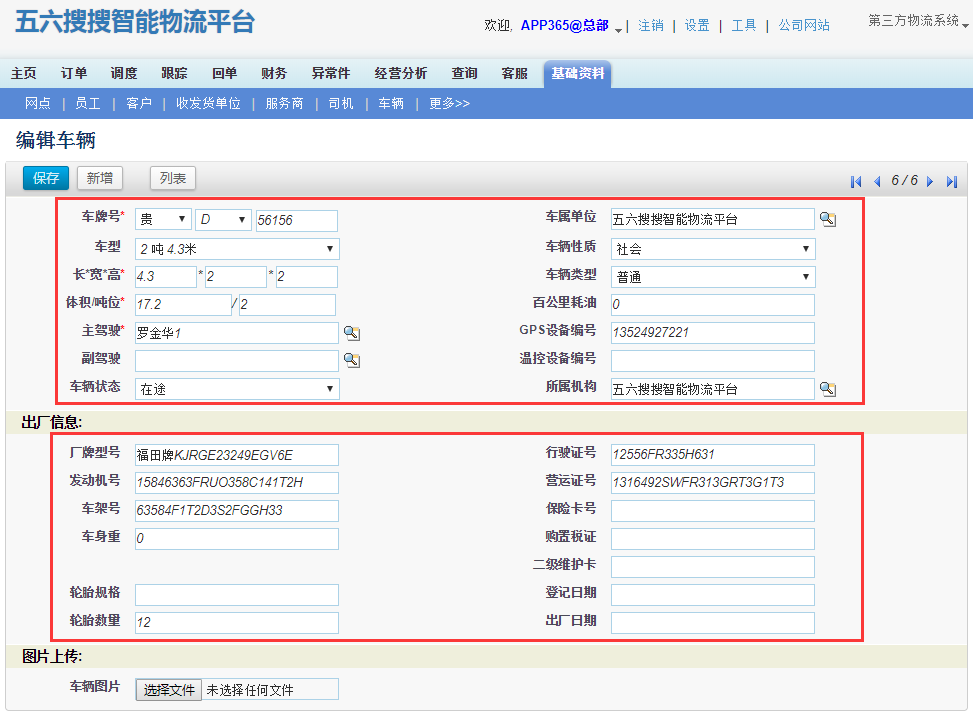 五六搜搜智能物流平台
欢迎, APP365@总部 | 注销 | 设置 | 工具 | 公司网站 第三方物流系统
主页 订单 调度 跟踪 回单 财务 异常件 经营分析 查询 客服 基础资料
网点 | 员工 | 客户 | 收发货单位 | 服务商 | 司机 | 车辆 | 更多>>
编辑车辆
保存 新增 列表 6 / 6
车牌号* 贵 D 56156 车属单位 五六搜搜智能物流平台
车型 2 吨 4.3米 车辆性质 社会
长*宽*高* 4.3 * 2 * 2 车辆类型 普通
体积/吨位* 17.2 / 2 百公里耗油 0
主驾驶* 罗金华1 GPS设备编号 13524927221
副驾驶 温控设备编号
车辆状态 在途 所属机构 五六搜搜智能物流平台
出厂信息:
厂牌型号 福田牌KJRGE23249EGV6E 行驶证号 12556FR335H631
发动机号 15846363FRUO358C141T2H 营运证号 1316492SWFR313GRT3G1T3
车架号 63584F1T2D3S2FGGH33 保险卡号
车身重 0 购置税证
二级维护卡
轮胎规格 登记日期
轮胎数量 12 出厂日期
图片上传:
车辆图片 选择文件 未选择任何文件